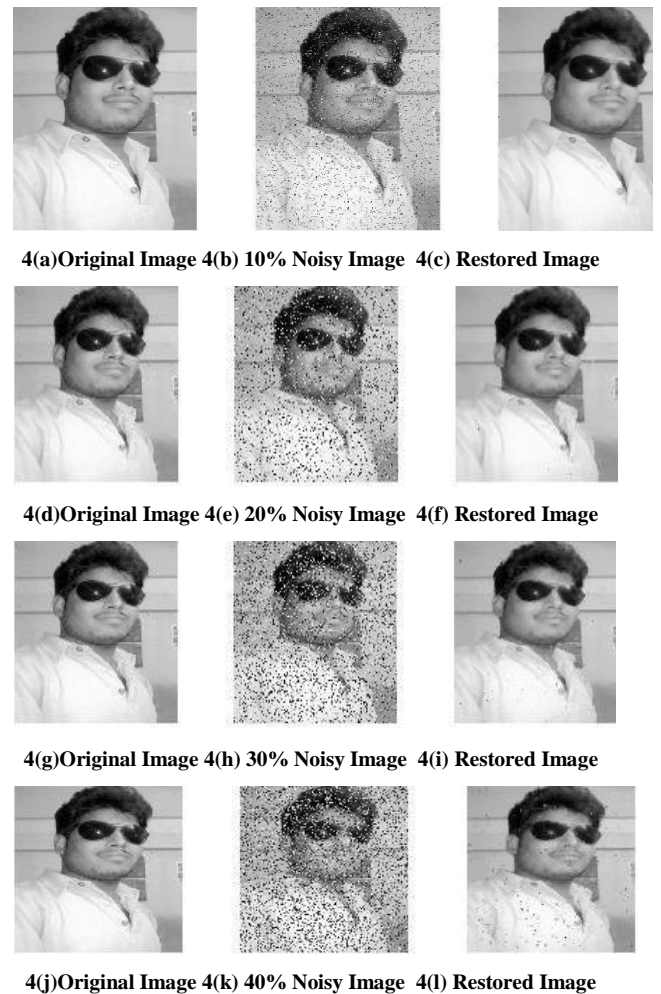 4(a)Original Image 4(b) 10% Noisy Image 4(c) Restored Image
4(d)Original Image 4(e) 20% Noisy Image 4(f) Restored Image
4(g)Original Image 4(h) 30% Noisy Image 4(i) Restored Image
4(j)Original Image 4(k) 40% Noisy Image 4(l) Restored Image